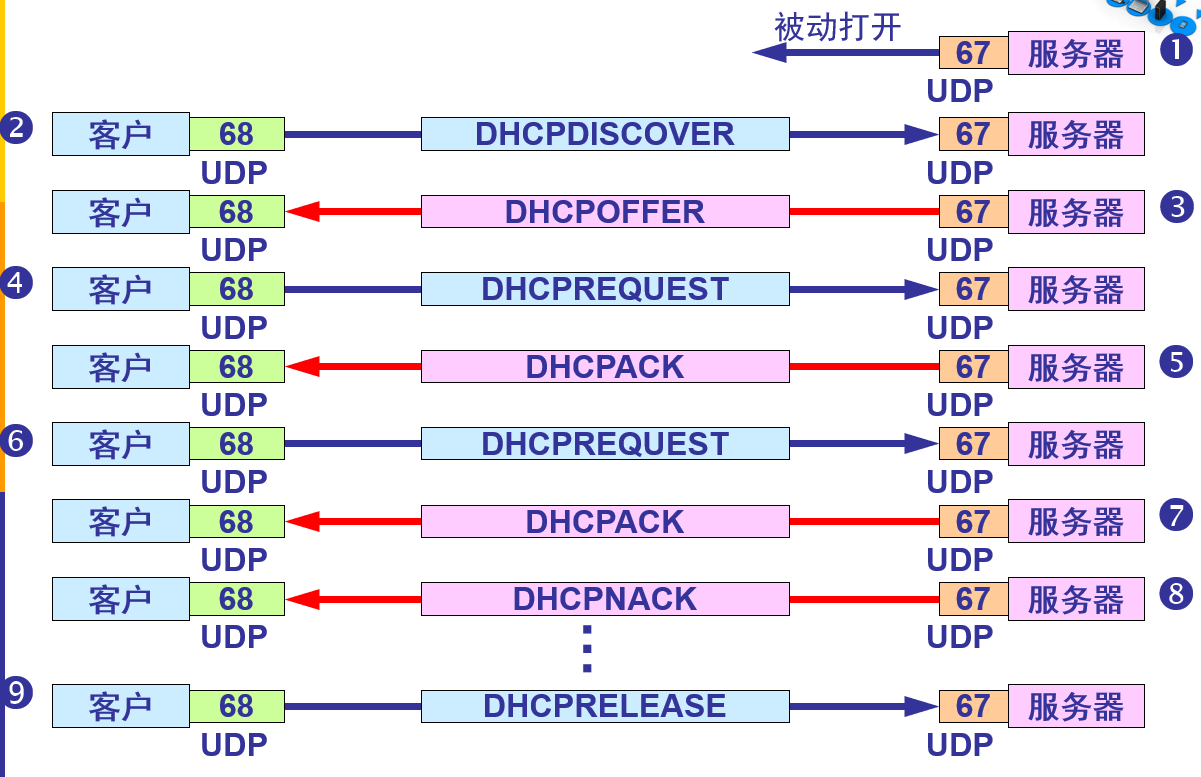 被动打开
67 服务器 ❶
UDP
❷ 客户 68 DHCPDISCOVER 67 服务器
UDP UDP
客户 68 DHCPOFFER 67 服务器 ❸
UDP UDP
❹ 客户 68 DHCPREQUEST 67 服务器
UDP UDP
客户 68 DHCPACK 67 服务器 ❺
UDP UDP
❻ 客户 68 DHCPREQUEST 67 服务器
UDP UDP
客户 68 DHCPACK 67 服务器 ❼
UDP UDP
客户 68 DHCPNACK 67 服务器 ❽
UDP UDP
⋮
❾ 客户 68 DHCPRELEASE 67 服务器
UDP UDP